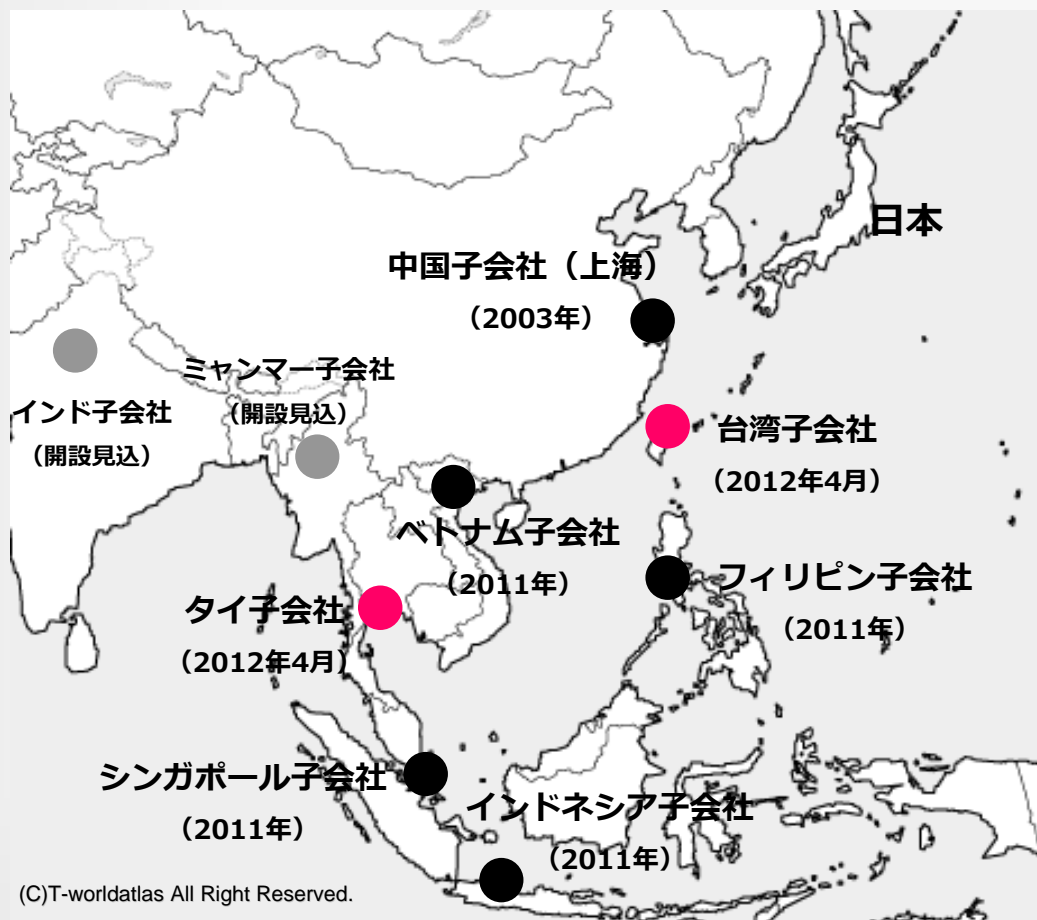 日本
中国子会社（上海）
（2003年）
ミャンマー子会社
（開設見込）
インド子会社
（開設見込）
台湾子会社
（2012年4月）
ベトナム子会社
（2011年）
フィリピン子会社
（2011年）
タイ子会社
（2012年4月）
シンガポール子会社
（2011年）
インドネシア子会社
（2011年）
(C)T-worldatlas All Right Reserved.